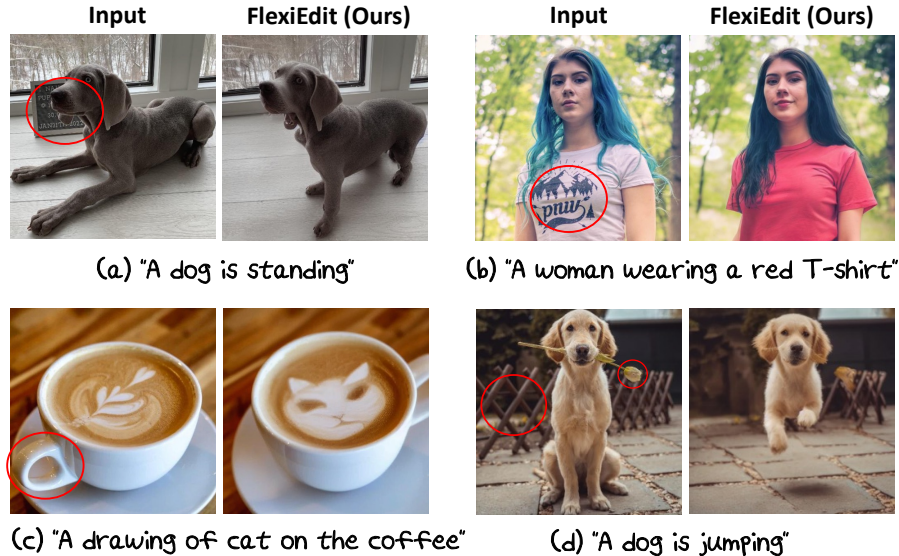 Input FlexiEdit (Ours) Input FlexiEdit (Ours)
pnw
(a) "A dog is standing" (b) "A woman wearing a red T-shirt"
(c) "A drawing of cat on the coffee" (d) "A dog is jumping"